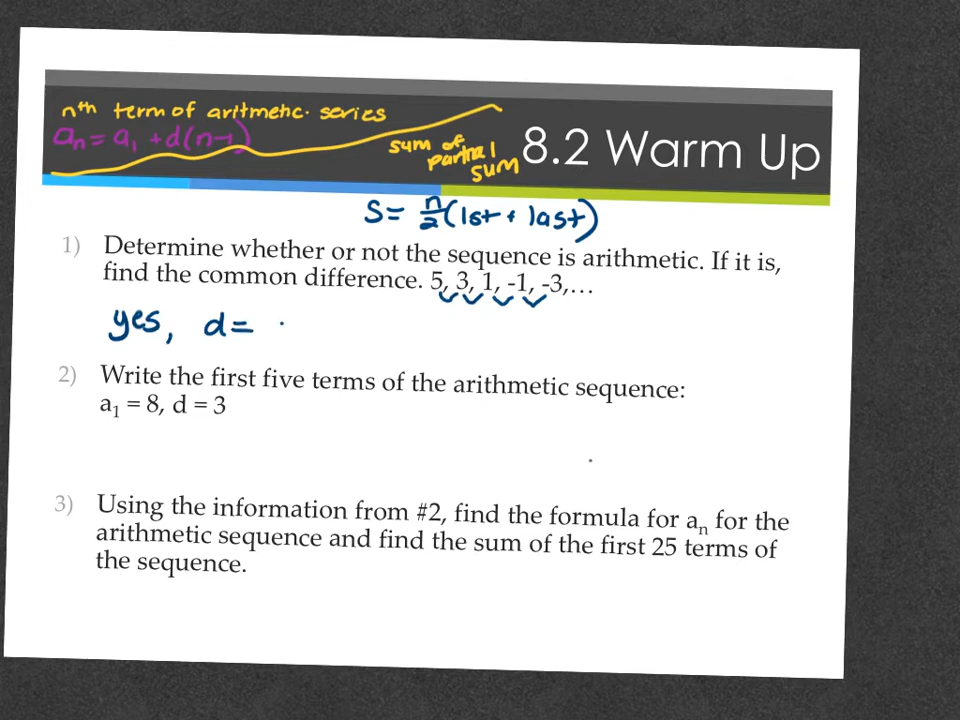 nth term of aritmetic series
an = a1 + d(n-1)
sum of
partial
sum
8.2 Warm Up
S = n/2 (1st + last)
1) Determine whether or not the sequence is arithmetic. If it is,
find the common difference. 5, 3, 1, -1, -3,…
yes, d=
2) Write the first five terms of the arithmetic sequence:
a1 = 8, d = 3
3) Using the information from #2, find the formula for an for the
arithmetic sequence and find the sum of the first 25 terms of
the sequence.